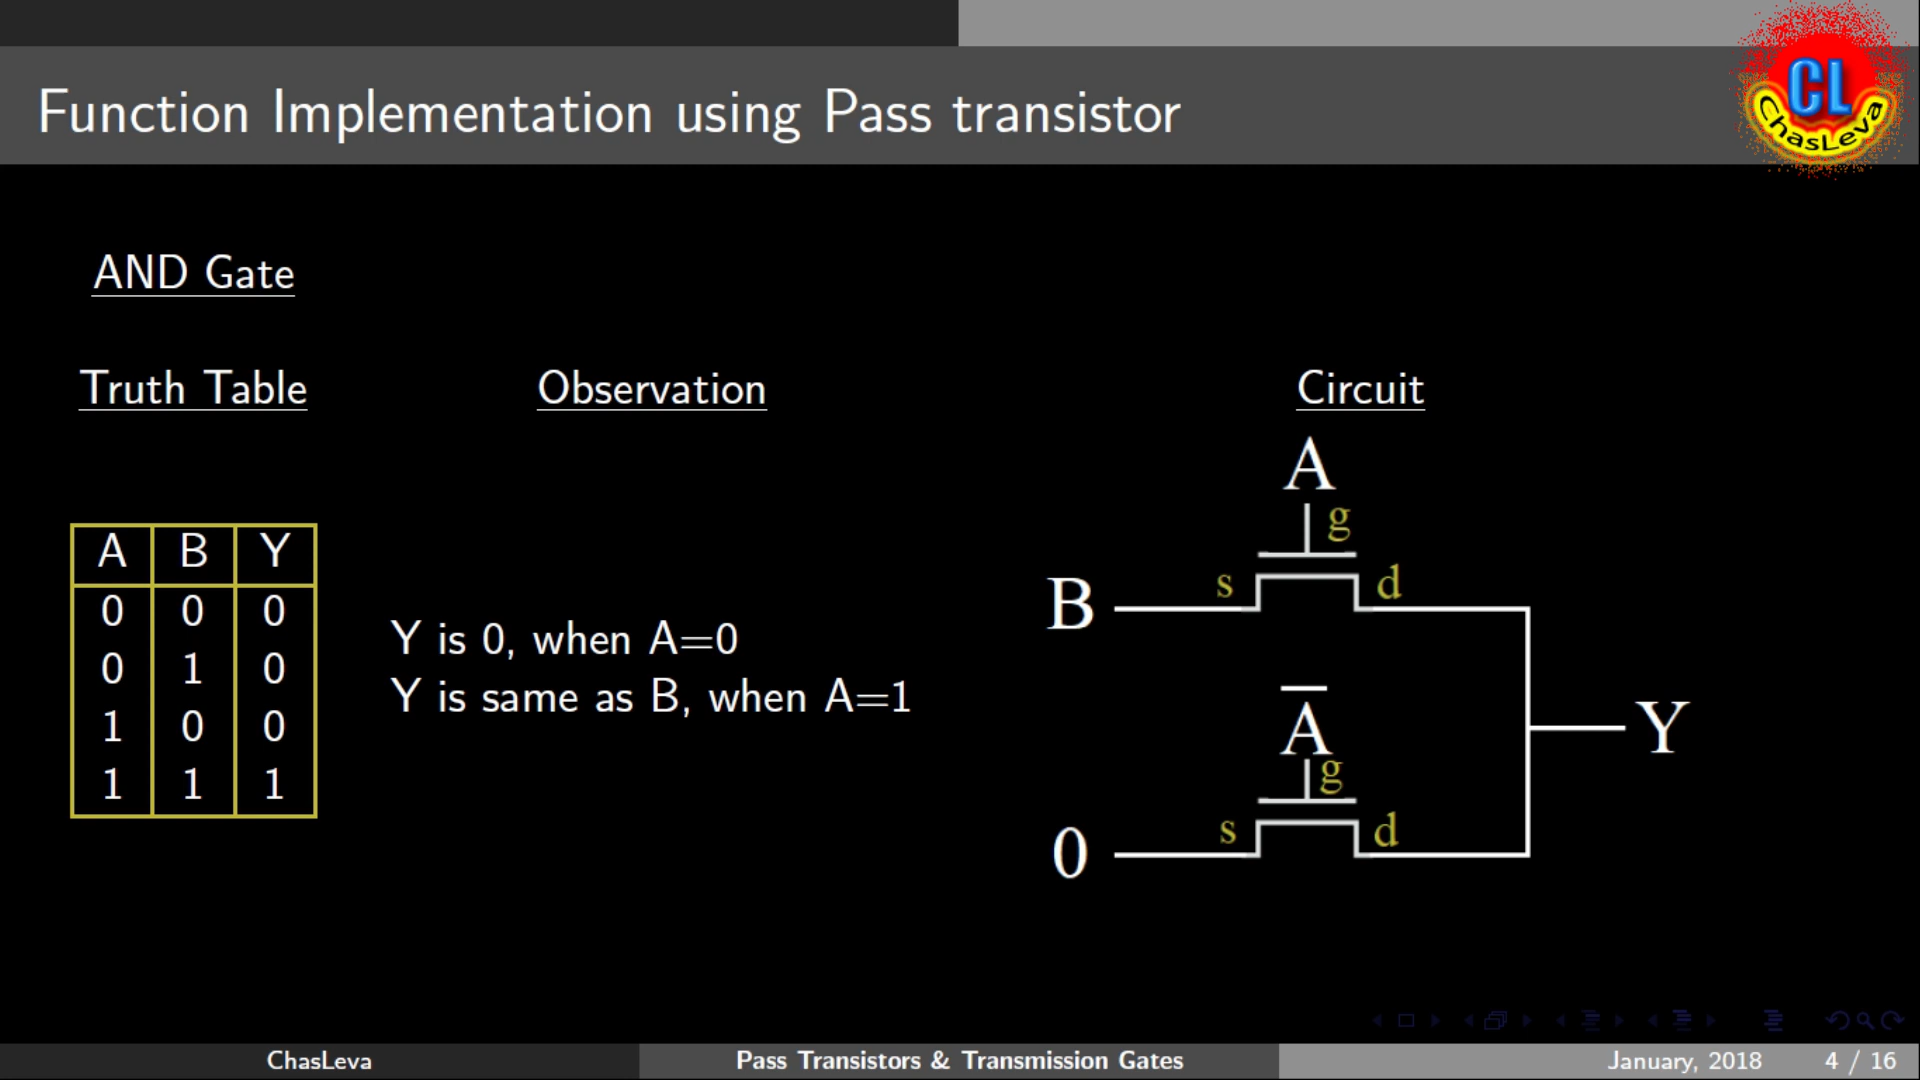 CL
ChasLeva
Function Implementation using Pass transistor
AND Gate
Truth Table
A B Y
0 0 0
0 1 0
1 0 0
1 1 1
Observation
Y is 0, when A=0
Y is same as B, when A=1
Circuit
A
g
B s d
A̅
g
Y
0 s d
ChasLeva
Pass Transistors & Transmission Gates
January, 2018
4 / 16